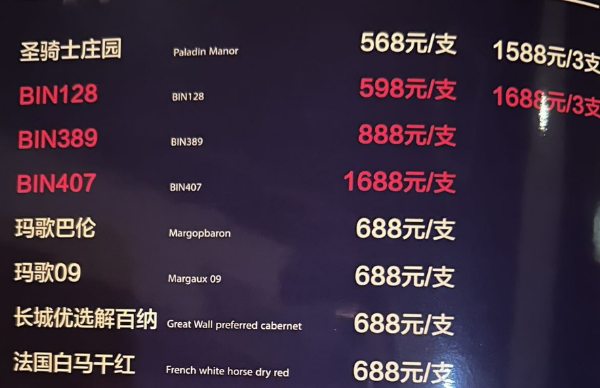 圣骑士庄园 Paladin Manor 568元/支 1588元/3支
BIN128 BIN128 598元/支 1688元/3支
BIN389 BIN389 888元/支
BIN407 BIN407 1688元/支
玛歌巴伦 Margopbaron 688元/支
玛歌09 Margaux 09 688元/支
长城优选解百纳 Great Wall preferred cabernet 688元/支
法国白马干红 French white horse dry red 688元/支